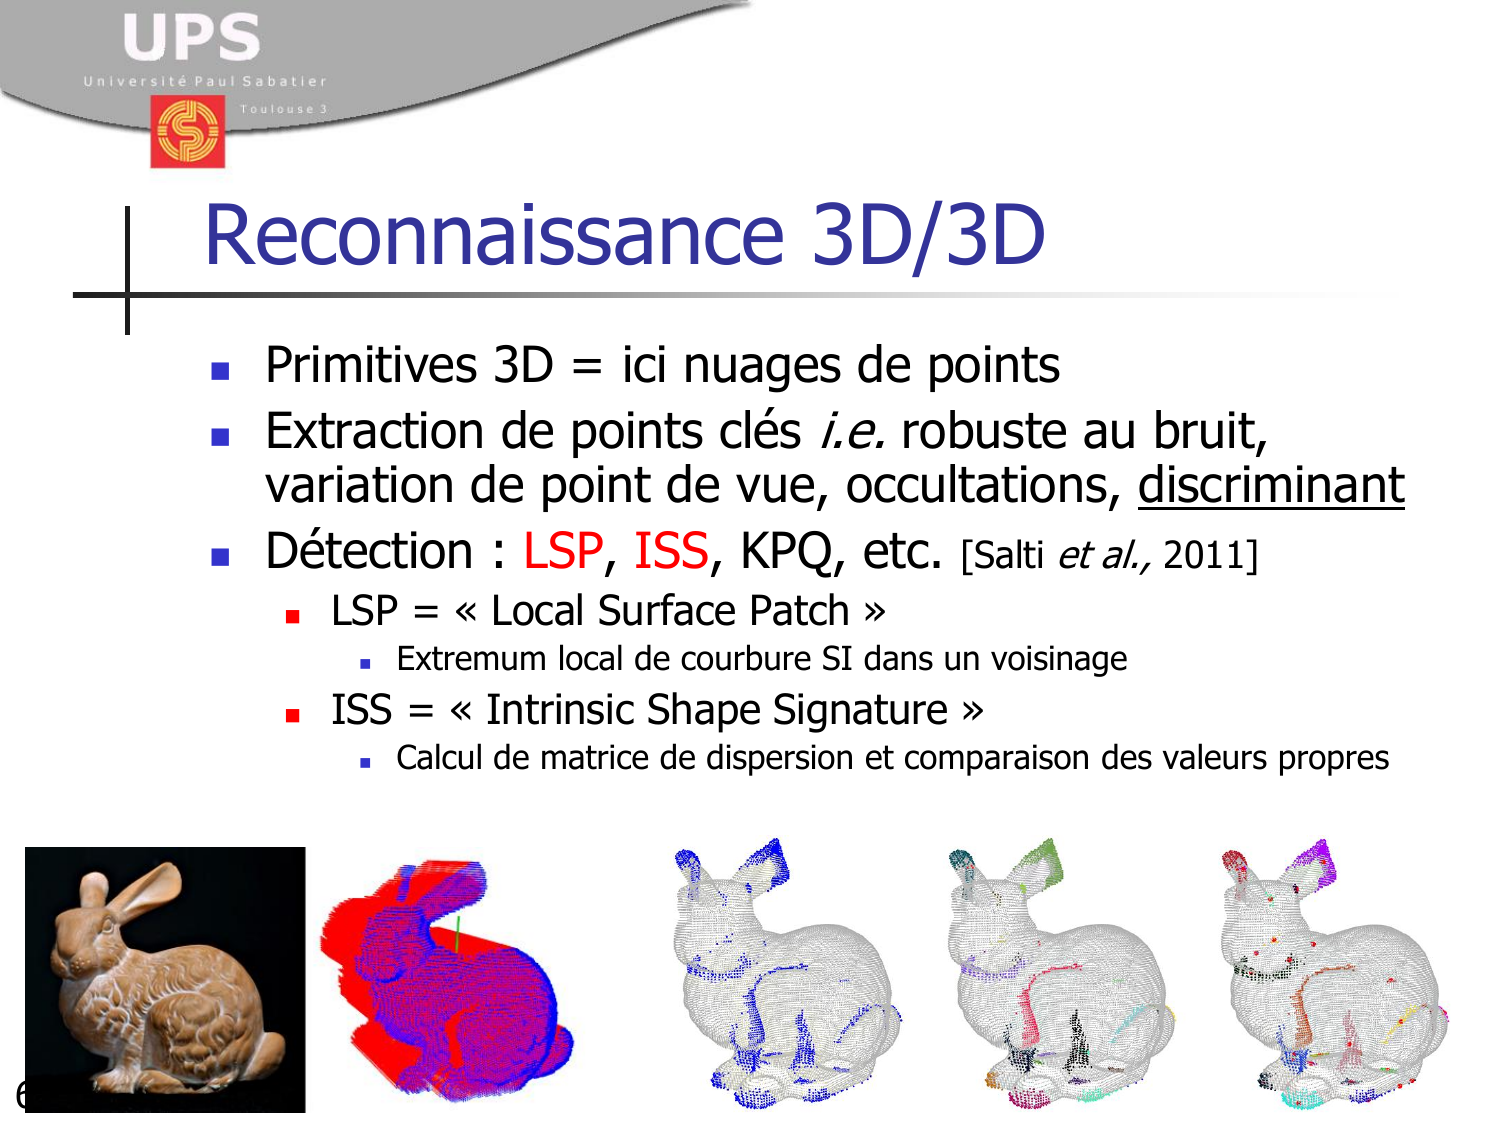 UPS
Université Paul Sabatier
Toulouse 3
Reconnaissance 3D/3D
Primitives 3D = ici nuages de points
Extraction de points clés i.e. robuste au bruit,
variation de point de vue, occultations, discriminant
Détection : LSP, ISS, KPQ, etc. [Salti et al., 2011]
LSP = « Local Surface Patch »
Extremum local de courbure SI dans un voisinage
ISS = « Intrinsic Shape Signature »
Calcul de matrice de dispersion et comparaison des valeurs propres